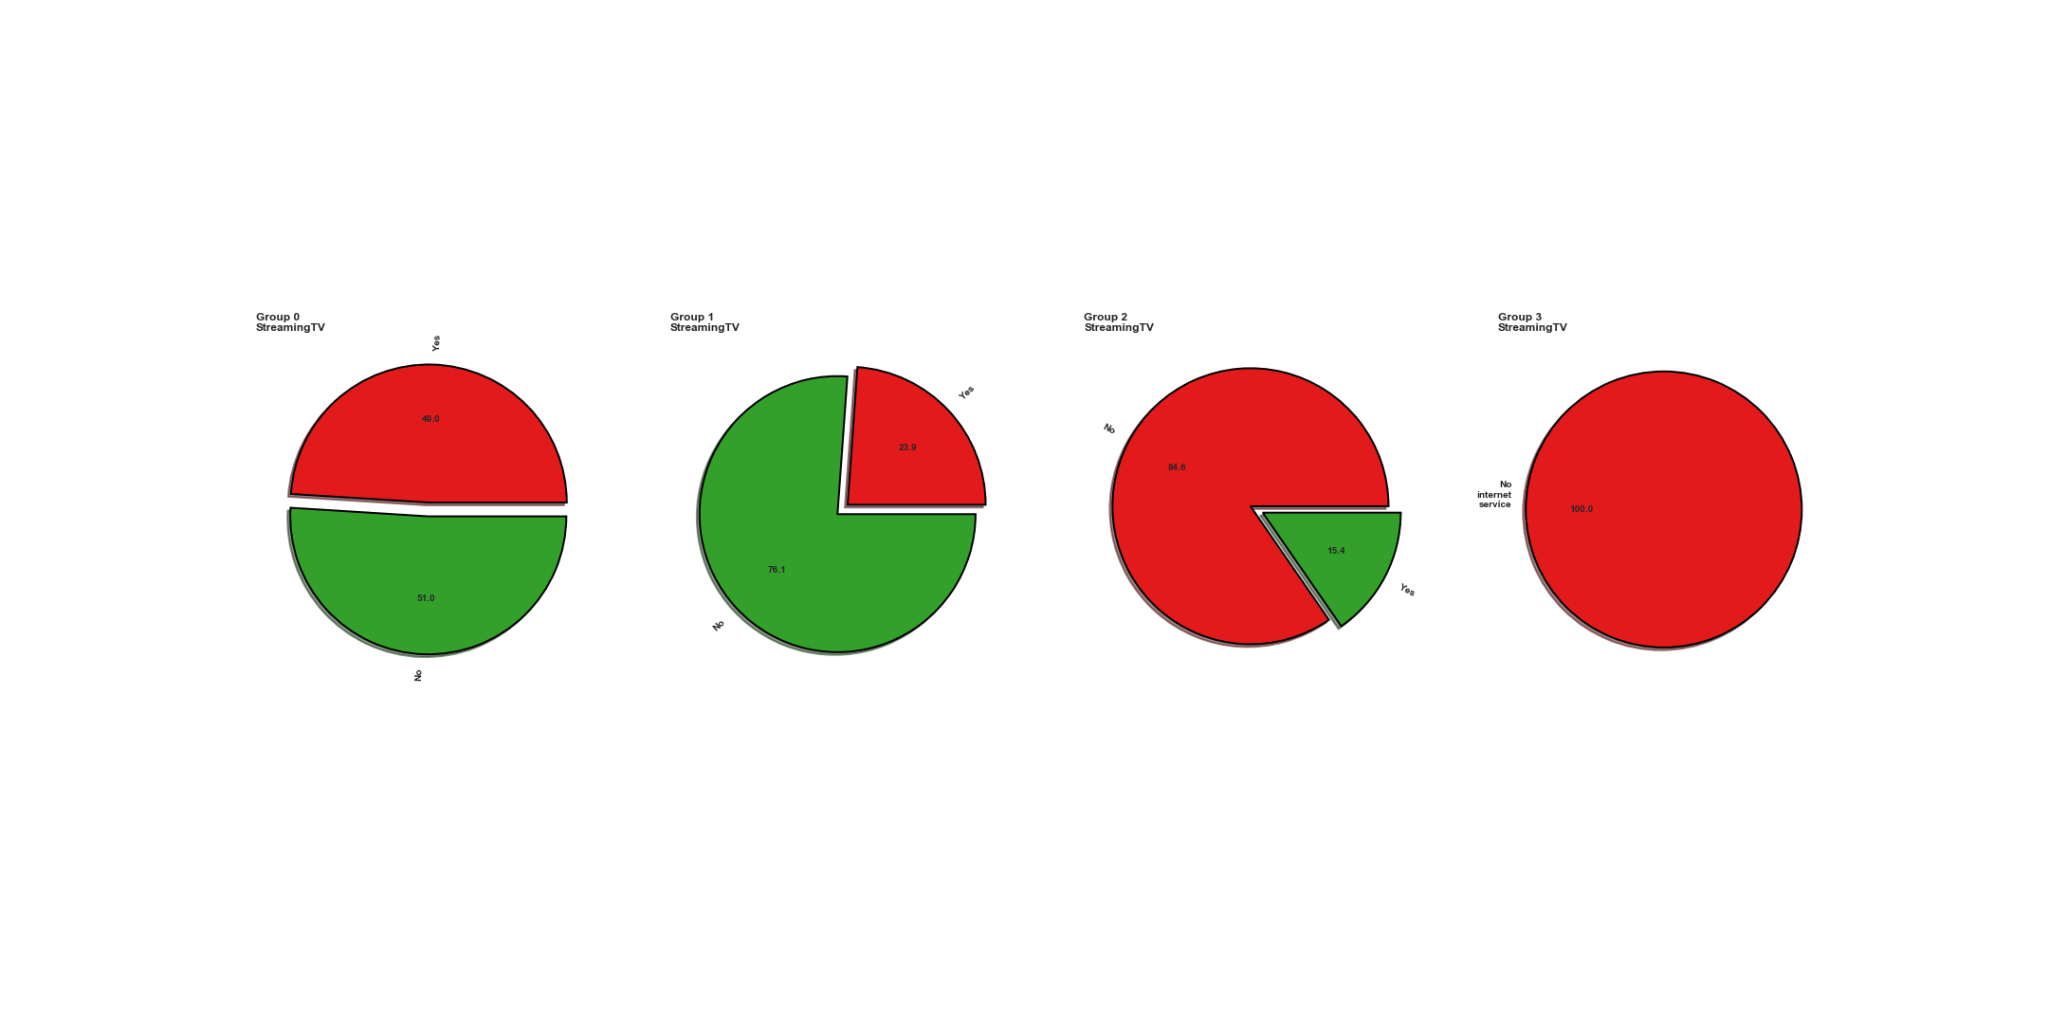 Group 0
StreamingTV
Yes
49.0
51.0
No
Group 1
StreamingTV
Yes
23.9
76.1
No
Group 2
StreamingTV
No
84.6
15.4
Yes
Group 3
StreamingTV
No
internet
service
100.0